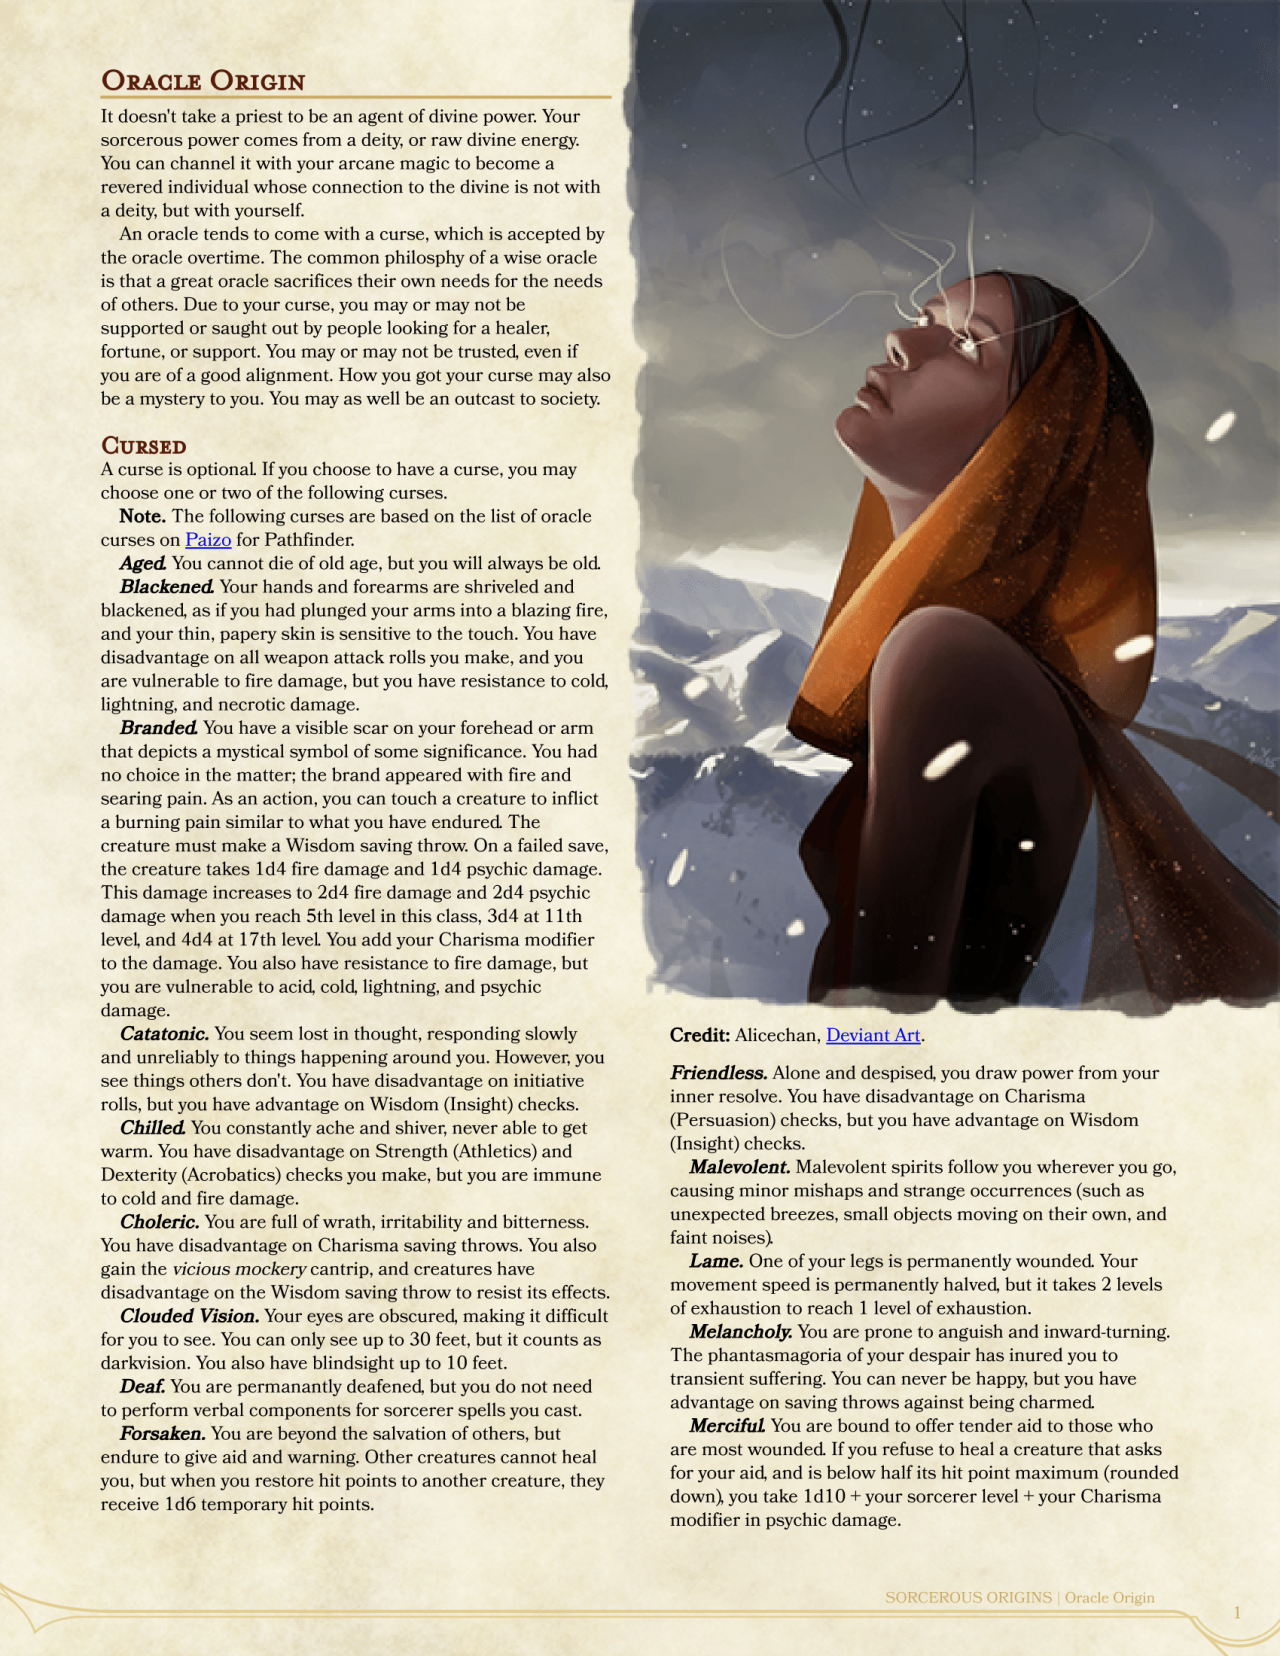 ORACLE ORIGIN
It doesn't take a priest to be an agent of divine power. Your
sorcerous power comes from a deity, or raw divine energy.
You can channel it with your arcane magic to become a
revered individual whose connection to the divine is not with
a deity, but with yourself.
An oracle tends to come with a curse, which is accepted by
the oracle overtime. The common philosphy of a wise oracle
is that a great oracle sacrifices their own needs for the needs
of others. Due to your curse, you may or may not be
supported or saught out by people looking for a healer,
fortune, or support. You may or may not be trusted, even if
you are of a good alignment. How you got your curse may also
be a mystery to you. You may as well be an outcast to society.
CURSED
A curse is optional. If you choose to have a curse, you may
choose one or two of the following curses.
Note. The following curses are based on the list of oracle
curses on Paizo for Pathfinder.
Aged. You cannot die of old age, but you will always be old.
Blackened. Your hands and forearms are shriveled and
blackened, as if you had plunged your arms into a blazing fire,
and your thin, papery skin is sensitive to the touch. You have
disadvantage on all weapon attack rolls you make, and you
are vulnerable to fire damage, but you have resistance to cold,
lightning, and necrotic damage.
Branded. You have a visible scar on your forehead or arm
that depicts a mystical symbol of some significance. You had
no choice in the matter; the brand appeared with fire and
searing pain. As an action, you can touch a creature to inflict
a burning pain similar to what you have endured. The
creature must make a Wisdom saving throw. On a failed save,
the creature takes 1d4 fire damage and 1d4 psychic damage.
This damage increases to 2d4 fire damage and 2d4 psychic
damage when you reach 5th level in this class, 3d4 at 11th
level, and 4d4 at 17th level. You add your Charisma modifier
to the damage. You also have resistance to fire damage, but
you are vulnerable to acid, cold, lightning, and psychic
damage.
Catatonic. You seem lost in thought, responding slowly
and unreliably to things happening around you. However, you
see things others don't. You have disadvantage on initiative
rolls, but you have advantage on Wisdom (Insight) checks.
Chilled. You constantly ache and shiver, never able to get
warm. You have disadvantage on Strength (Athletics) and
Dexterity (Acrobatics) checks you make, but you are immune
to cold and fire damage.
Choleric. You are full of wrath, irritability and bitterness.
You have disadvantage on Charisma saving throws. You also
gain the vicious mockery cantrip, and creatures have
disadvantage on the Wisdom saving throw to resist its effects.
Clouded Vision. Your eyes are obscured, making it difficult
for you to see. You can only see up to 30 feet, but it counts as
darkvision. You also have blindsight up to 10 feet.
Deaf. You are permanantly deafened, but you do not need
to perform verbal components for sorcerer spells you cast.
Forsaken. You are beyond the salvation of others, but
endure to give aid and warning. Other creatures cannot heal
you, but when you restore hit points to another creature, they
receive 1d6 temporary hit points.
Credit: Alicechan, Deviant Art.
Friendless. Alone and despised, you draw power from your
inner resolve. You have disadvantage on Charisma
(Persuasion) checks, but you have advantage on Wisdom
(Insight) checks.
Malevolent. Malevolent spirits follow you wherever you go,
causing minor mishaps and strange occurrences (such as
unexpected breezes, small objects moving on their own, and
faint noises).
Lame. One of your legs is permanently wounded. Your
movement speed is permanently halved, but it takes 2 levels
of exhaustion to reach 1 level of exhaustion.
Melancholy. You are prone to anguish and inward-turning.
The phantasmagoria of your despair has inured you to
transient suffering. You can never be happy, but you have
advantage on saving throws against being charmed.
Merciful. You are bound to offer tender aid to those who
are most wounded. If you refuse to heal a creature that asks
for your aid, and is below half its hit point maximum (rounded
down), you take 1d10 + your sorcerer level + your Charisma
modifier in psychic damage.
SORCEROUS ORIGINS | Oracle Origin
1